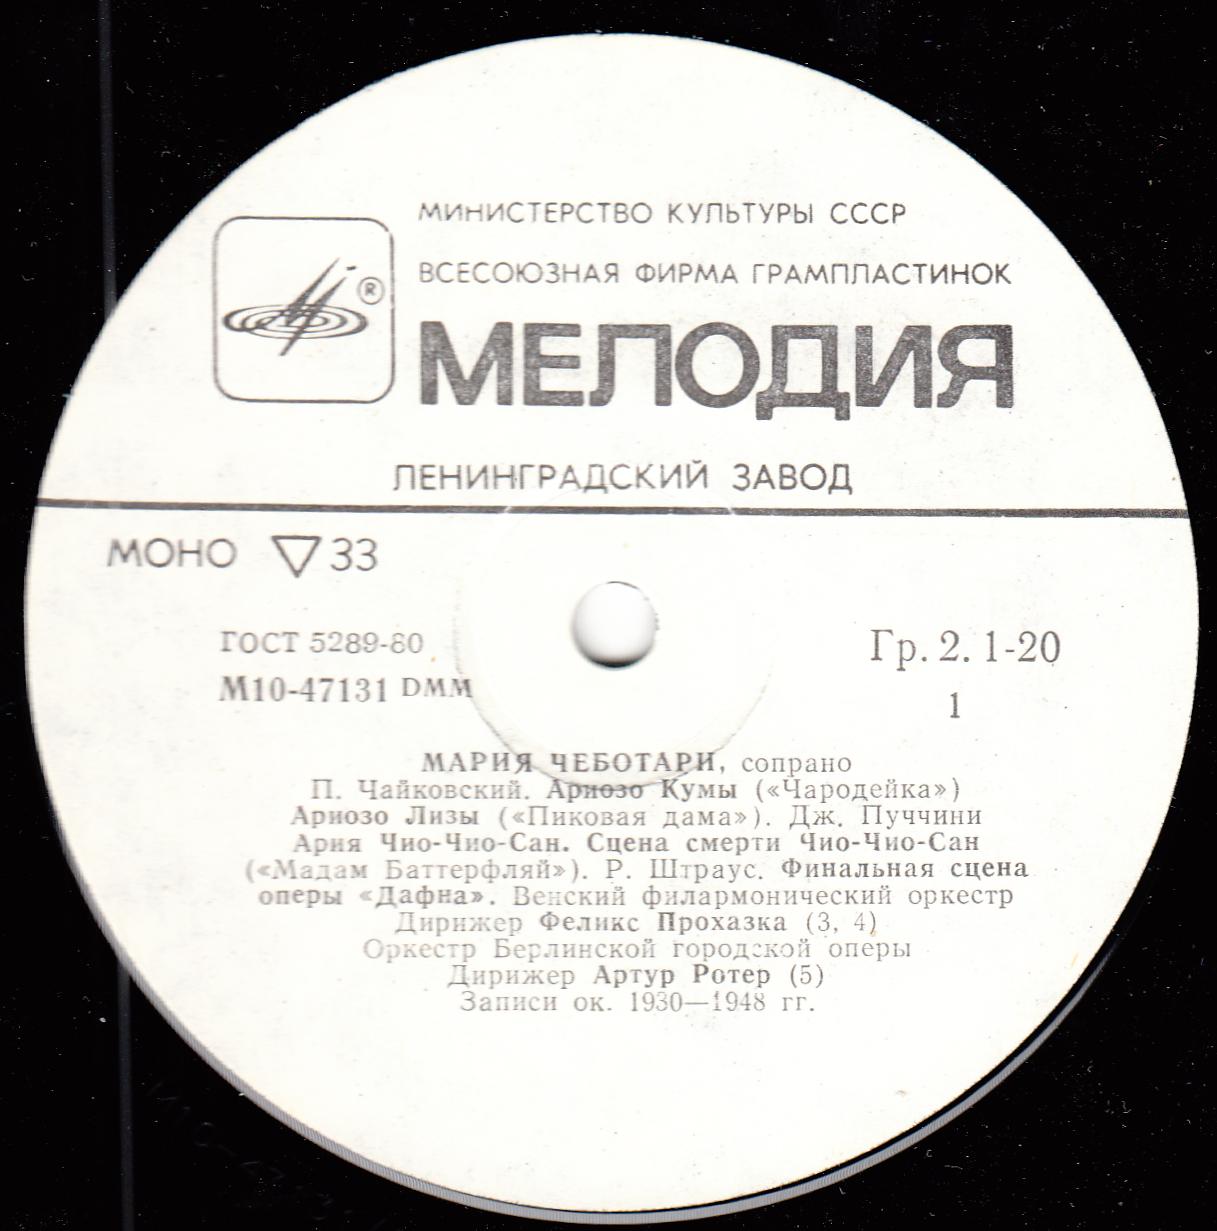 МИНИСТЕРСТВО КУЛЬТУРЫ СССР
ВСЕСОЮЗНАЯ ФИРМА ГРАМПЛАСТИНОК
®
МЕЛОДИЯ
ЛЕНИНГРАДСКИЙ ЗАВОД
МОНО ▽ 33
ГОСТ 5289-80
Гр. 2. 1-20
М10-47131 DMM
1
МАРИЯ ЧЕБОТАРИ, сопрано
П. Чайковский. Ариозо Кумы («Чародейка»)
Ариозо Лизы («Пиковая дама»). Дж. Пуччини
Ария Чио-Чио-Сан. Сцена смерти Чио-Чио-Сан
(«Мадам Баттерфляй»). Р. Штраус. Финальная сцена
оперы «Дафна». Венский филармонический оркестр
Дирижер Феликс Прохазка (3, 4)
Оркестр Берлинской городской оперы
Дирижер Артур Ротер (5)
Записи ок. 1930—1948 гг.